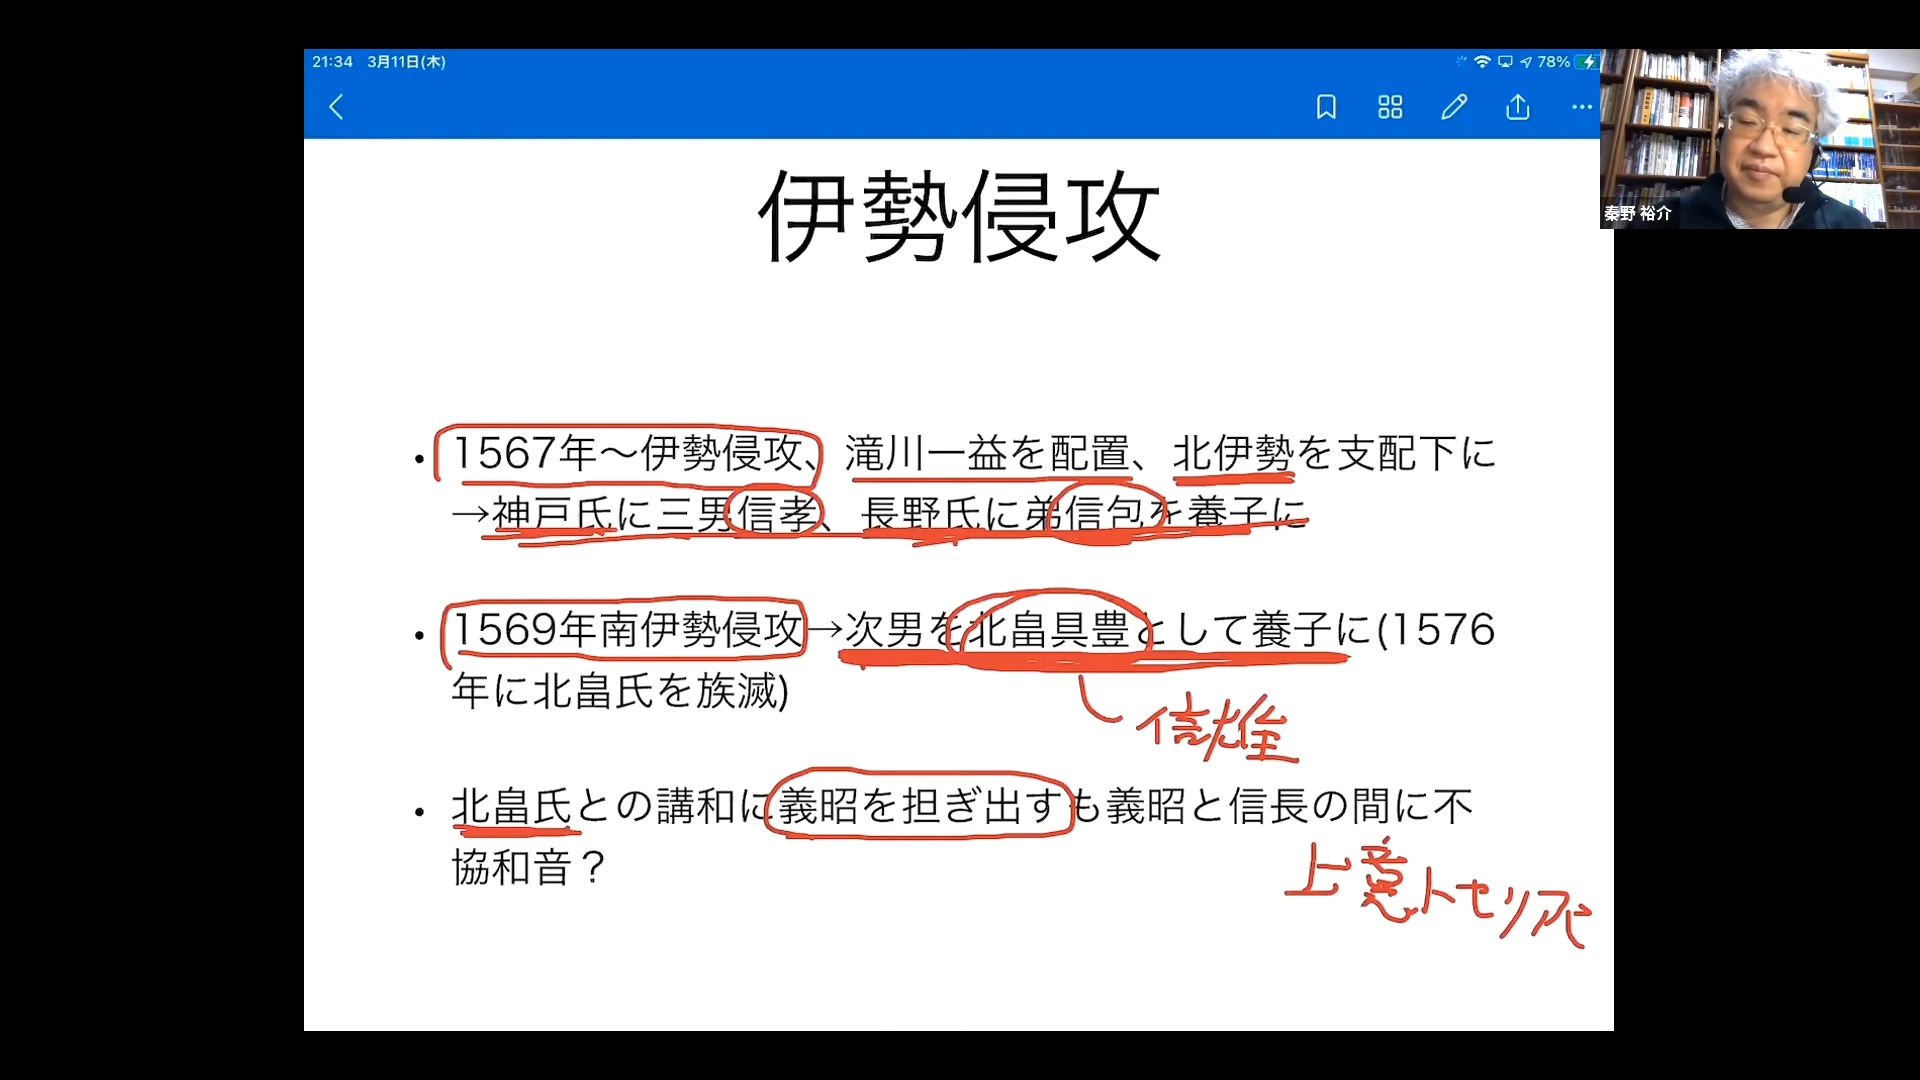 21:34 3月11日(木)
78%
秦野 裕介
伊勢侵攻
• 1567年〜伊勢侵攻、滝川一益を配置、北伊勢を支配下に
→神戸氏に三男信孝、長野氏に弟信包を養子に
• 1569年南伊勢侵攻→次男を北畠具豊として養子に(1576
年に北畠氏を族滅)
信雄
• 北畠氏との講和に義昭を担ぎ出すも義昭と信長の間に不
協和音？
上意トセリアヒ